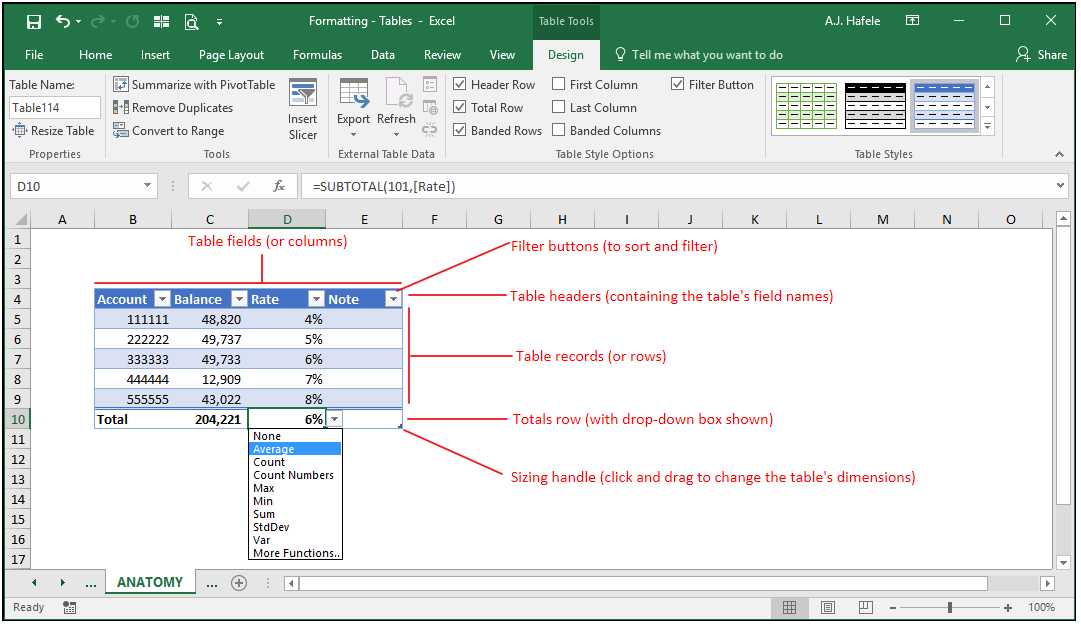 Formatting - Tables - Excel
Table Tools
A.J. Hafele
File Home Insert Page Layout Formulas Data Review View Design Tell me what you want to do Share
Table Name:
Table114
Resize Table
Properties
Summarize with PivotTable
Remove Duplicates
Convert to Range
Tools
Insert
Slicer
Export Refresh
External Table Data
Header Row First Column Filter Button
Total Row Last Column
Banded Rows Banded Columns
Table Style Options
Table Styles
D10 fx =SUBTOTAL(101,[Rate])
A B C D E F G H I J K L M N O
1
Table fields (or columns)
Filter buttons (to sort and filter)
2
3
4 Account Balance Rate Note Table headers (containing the table's field names)
5 111111 48,820 4%
6 222222 49,737 5%
7 333333 49,733 6% Table records (or rows)
8 444444 12,909 7%
9 555555 43,022 8%
10 Total 204,221 6% Totals row (with drop-down box shown)
11 None
Average
12 Count
13 Count Numbers
Max
14 Min
15 Sum
StdDev
16 Var
17 More Functions..
Sizing handle (click and drag to change the table's dimensions)
... ANATOMY ...
Ready 100%